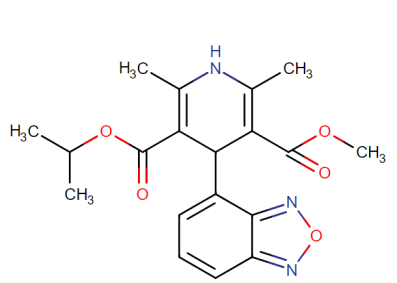 H
H₃C N CH₃
H₃C O O
CH₃
CH₃ O O
N
O
N